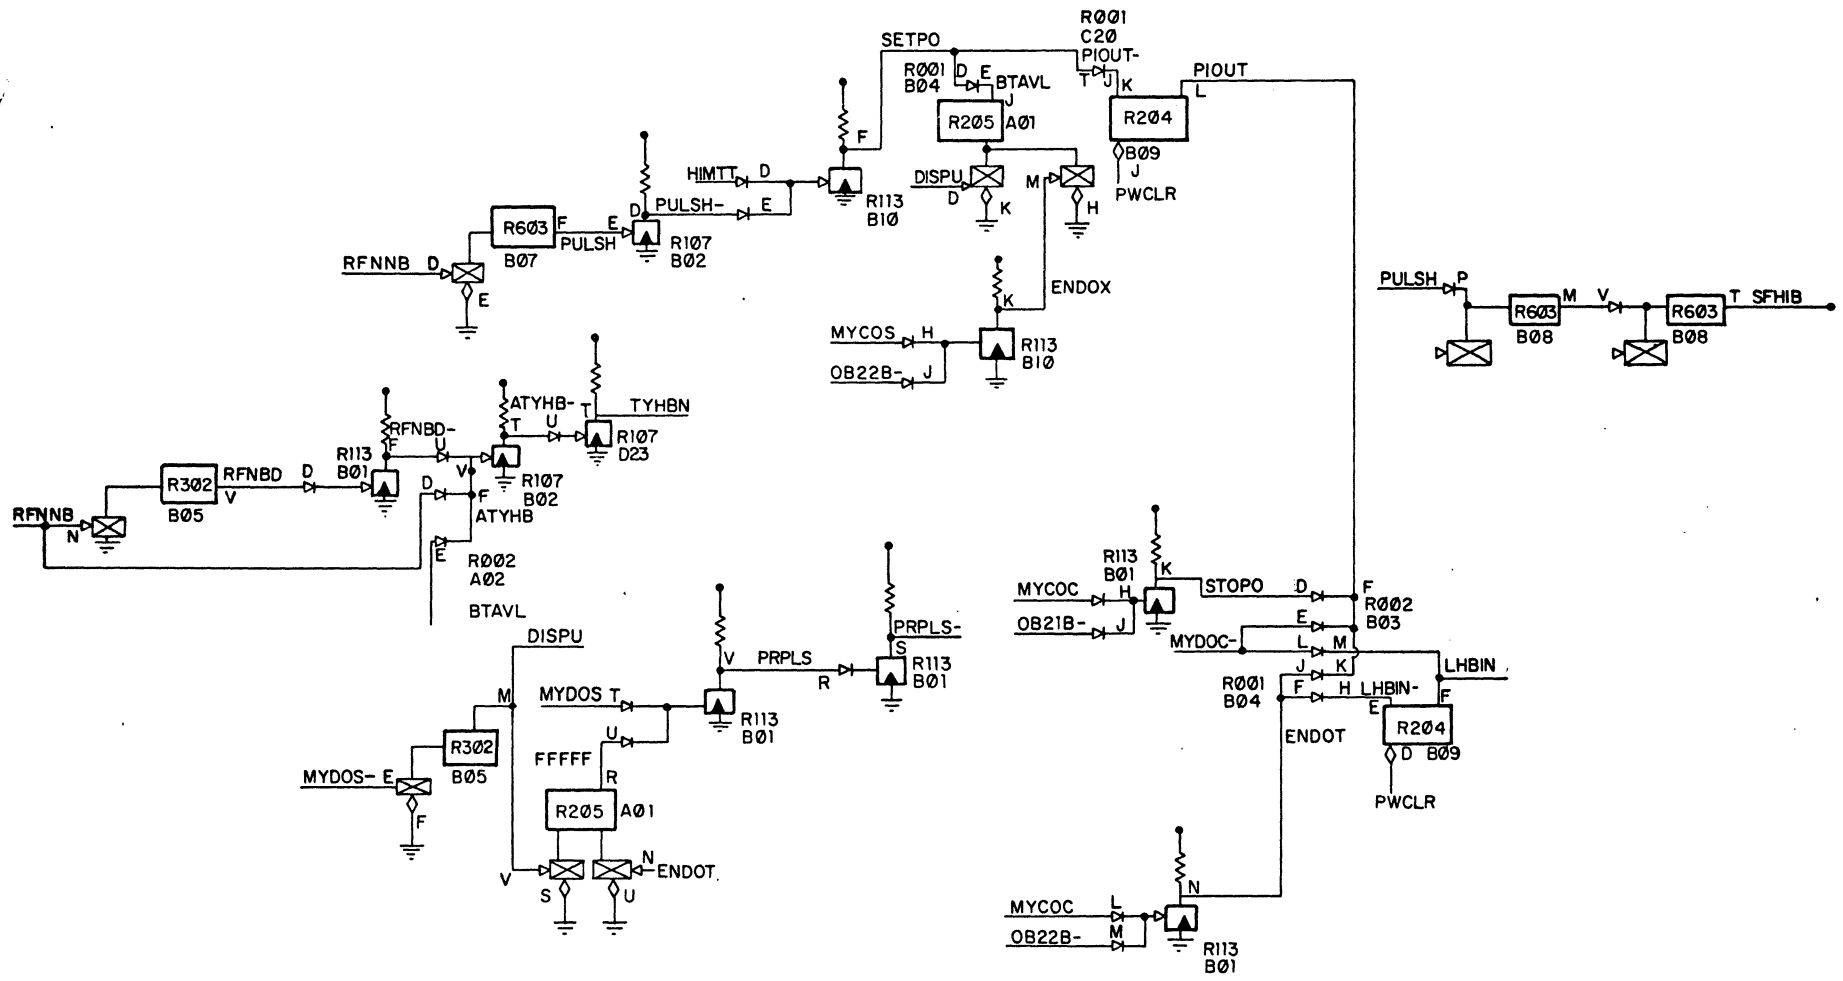 R001
C20
SETPO
PIOUT-
R001
B04
D E
BTAVL
J
T J
K
PIOUT
L
R205 A01
R204
F
B09
J
PWCLR
HIMTT D
DISPU
D
K
M
H
D
PULSH- E
R113
B10
R603
F
PULSH
E
R107
B02
B07
RFNNB D
E
K
ENDOX
PULSH P
R603
M V
R603
T SFHIB
B08
B08
MYCOS H
R113
B10
OB22B- J
ATYHB- T
TYHBN
T
U
RFNBD-
F
U
R107
D23
R113
B01
R302
RFNBD D
V
V
R107
B02
D
F
ATYHB
B05
RFNNB
N
E
R002
A02
BTAVL
R113
B01
K
MYCOC H
STOPO D
F
R002
B03
OB21B- J
E
MYDOC- L M
LHBIN
J K
R001
B04
F H LHBIN-
E
F
R204
ENDOT
D B09
PWCLR
DISPU
PRPLS-
S
V
PRPLS
R
R113
B01
M
MYDOS T
R113
B01
R302
U
B05
FFFFF
R
MYDOS- E
R205 A01
F
V
S
N
ENDOT
U
N
MYCOC L
OB22B- M
R113
B01